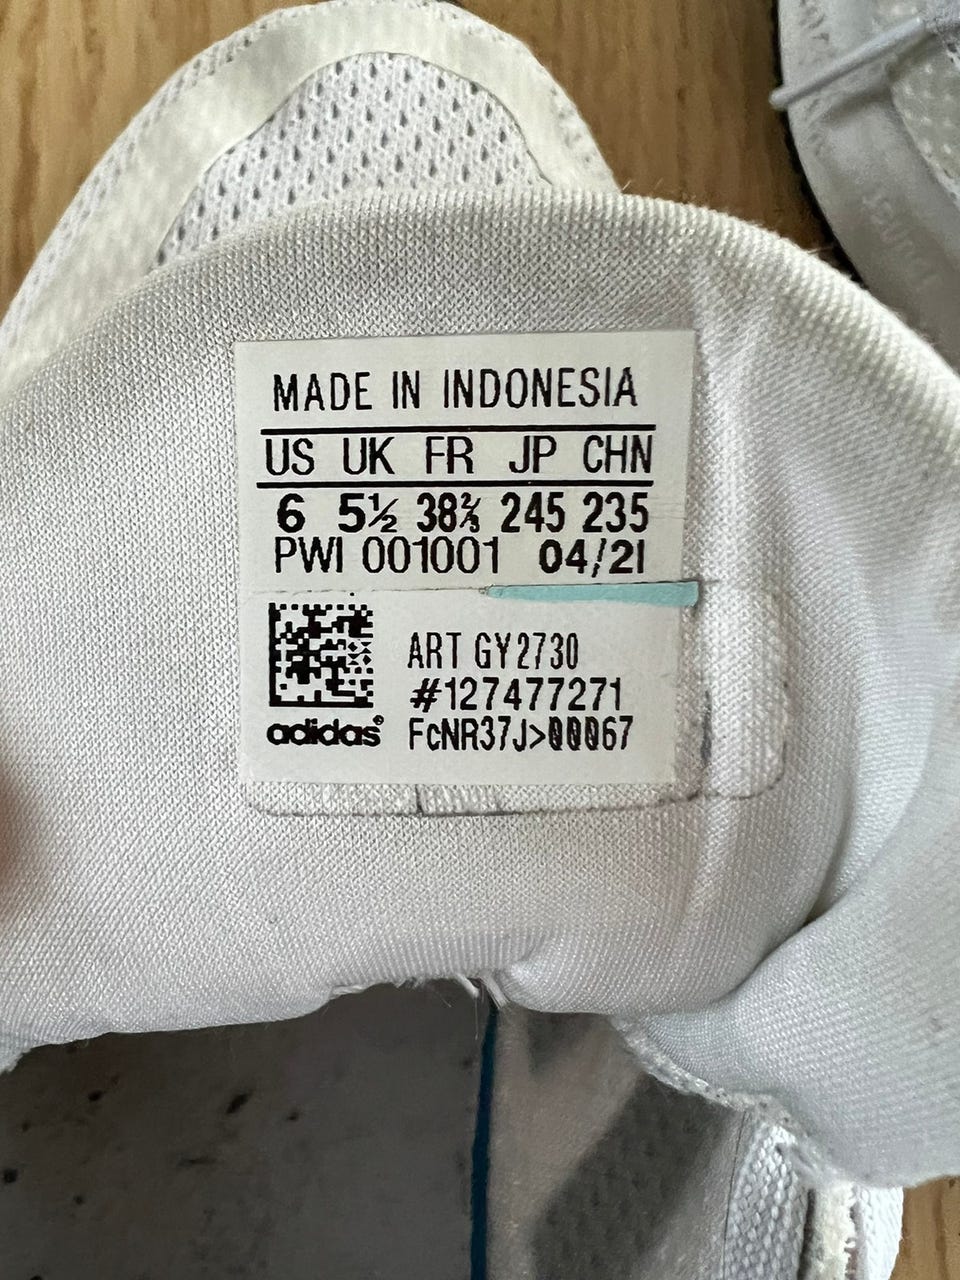 MADE IN INDONESIA
US UK FR JP CHN
6 5½ 38⅔ 245 235
PWI 001001 04/21
ART GY2730
#127477271
adidas® FcNR37J>00067